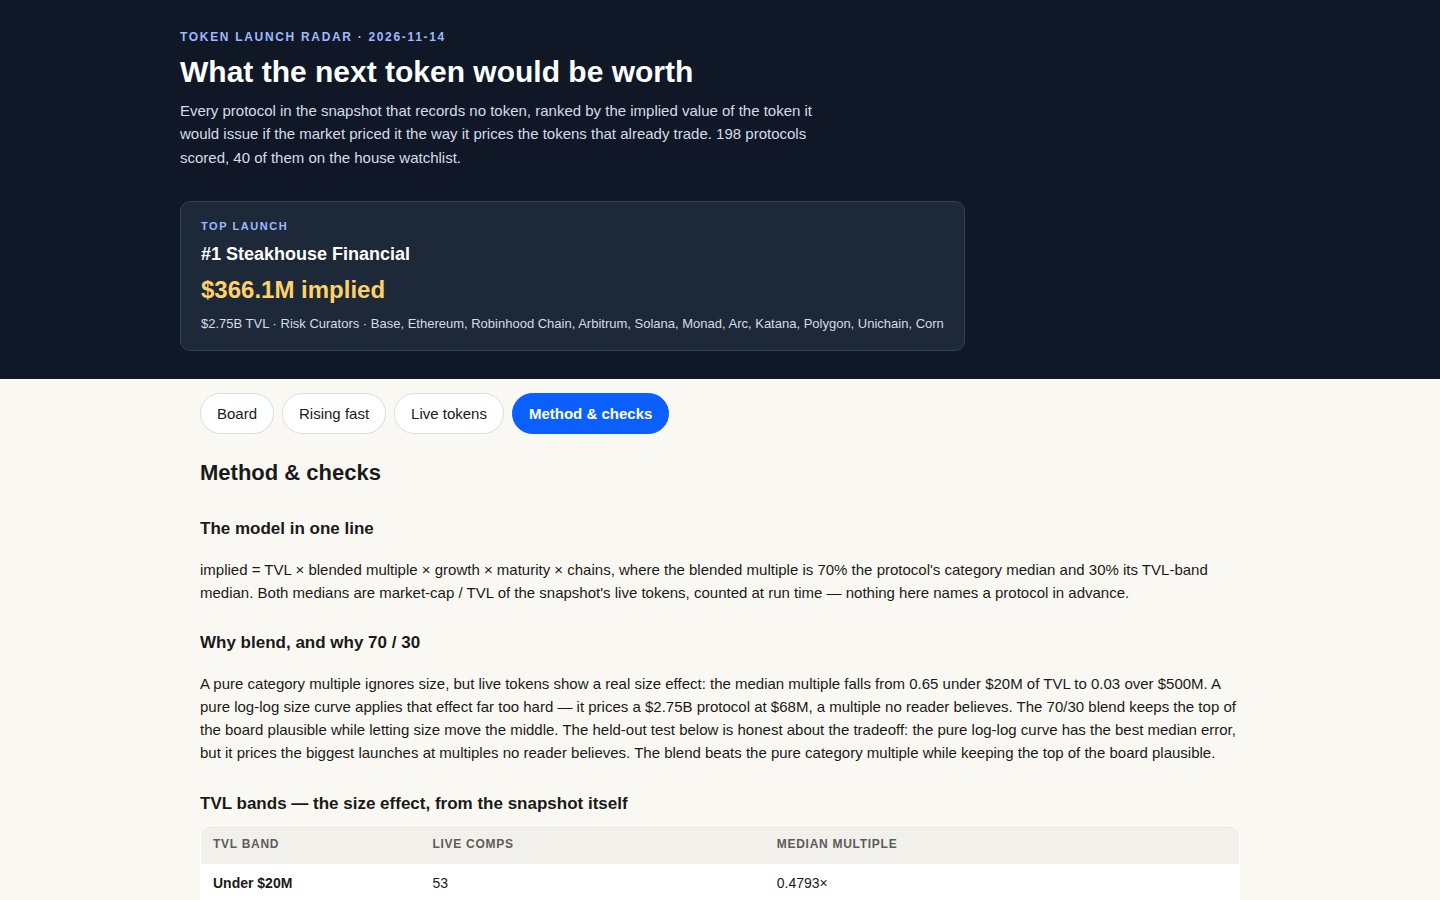 TOKEN LAUNCH RADAR · 2026-11-14
What the next token would be worth
Every protocol in the snapshot that records no token, ranked by the implied value of the token it
would issue if the market priced it the way it prices the tokens that already trade. 198 protocols
scored, 40 of them on the house watchlist.
TOP LAUNCH
#1 Steakhouse Financial
$366.1M implied
$2.75B TVL · Risk Curators · Base, Ethereum, Robinhood Chain, Arbitrum, Solana, Monad, Arc, Katana, Polygon, Unichain, Corn
Board
Rising fast
Live tokens
Method & checks
Method & checks
The model in one line
implied = TVL × blended multiple × growth × maturity × chains, where the blended multiple is 70% the protocol's category median and 30% its TVL-band
median. Both medians are market-cap / TVL of the snapshot's live tokens, counted at run time — nothing here names a protocol in advance.
Why blend, and why 70 / 30
A pure category multiple ignores size, but live tokens show a real size effect: the median multiple falls from 0.65 under $20M of TVL to 0.03 over $500M. A
pure log-log size curve applies that effect far too hard — it prices a $2.75B protocol at $68M, a multiple no reader believes. The 70/30 blend keeps the top of
the board plausible while letting size move the middle. The held-out test below is honest about the tradeoff: the pure log-log curve has the best median error,
but it prices the biggest launches at multiples no reader believes. The blend beats the pure category multiple while keeping the top of the board plausible.
TVL bands — the size effect, from the snapshot itself
TVL BAND
LIVE COMPS
MEDIAN MULTIPLE
Under $20M
53
0.4793×